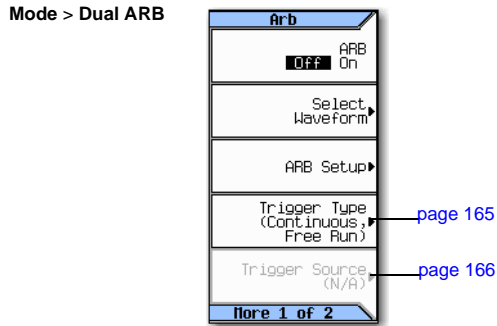 Mode > Dual ARB
Arb
ARB
Off On
Select
Waveform
ARB Setup
Trigger Type
(Continuous,
Free Run)
page 165
Trigger Source
(N/A)
page 166
More 1 of 2